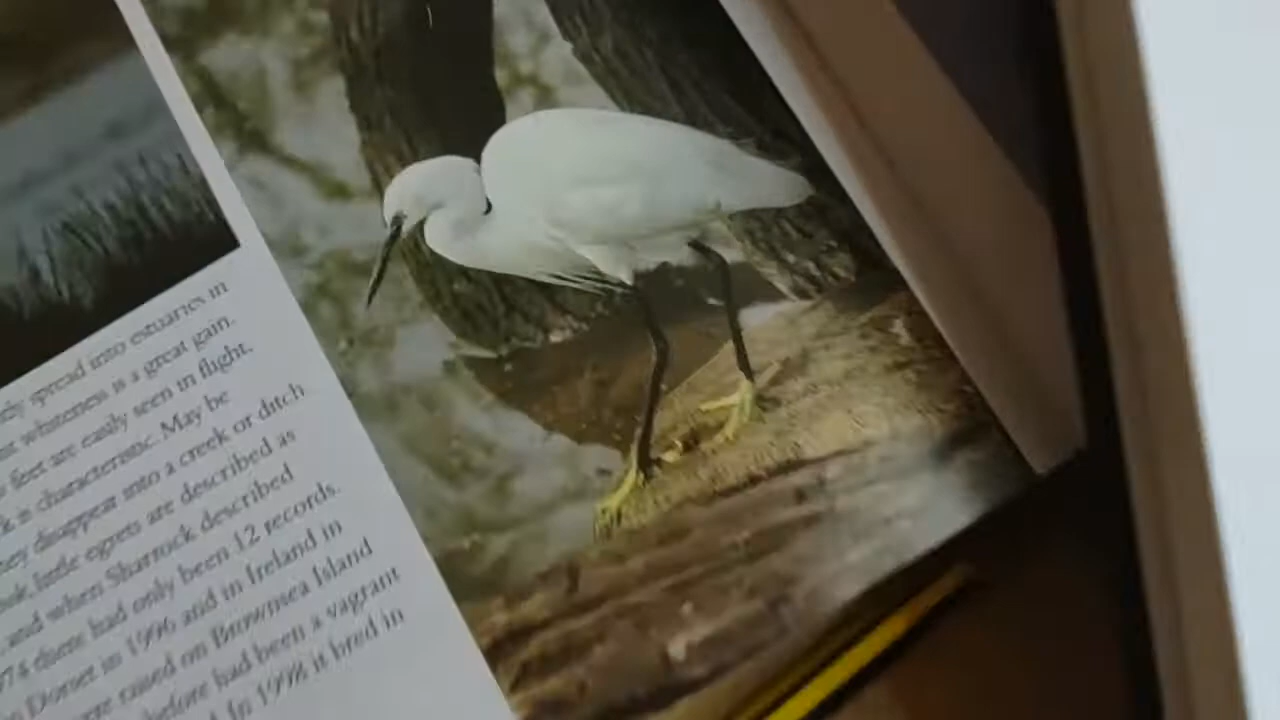 spread into estuaries in
whiteness is a great gain.
feet are easily seen in flight,
is characteristic. May be
disappear into a creek or ditch
little egrets are described as
and when Sharrock described
there had only been 12 records.
Dorset in 1996 and in Ireland in
raised on Brownsea Island
before had been a vagrant
In 1998 it bred in